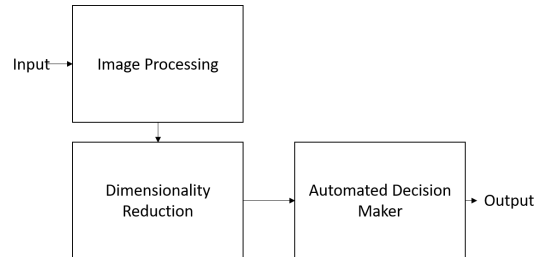 Input
Image Processing
Dimensionality
Reduction
Automated Decision
Maker
Output